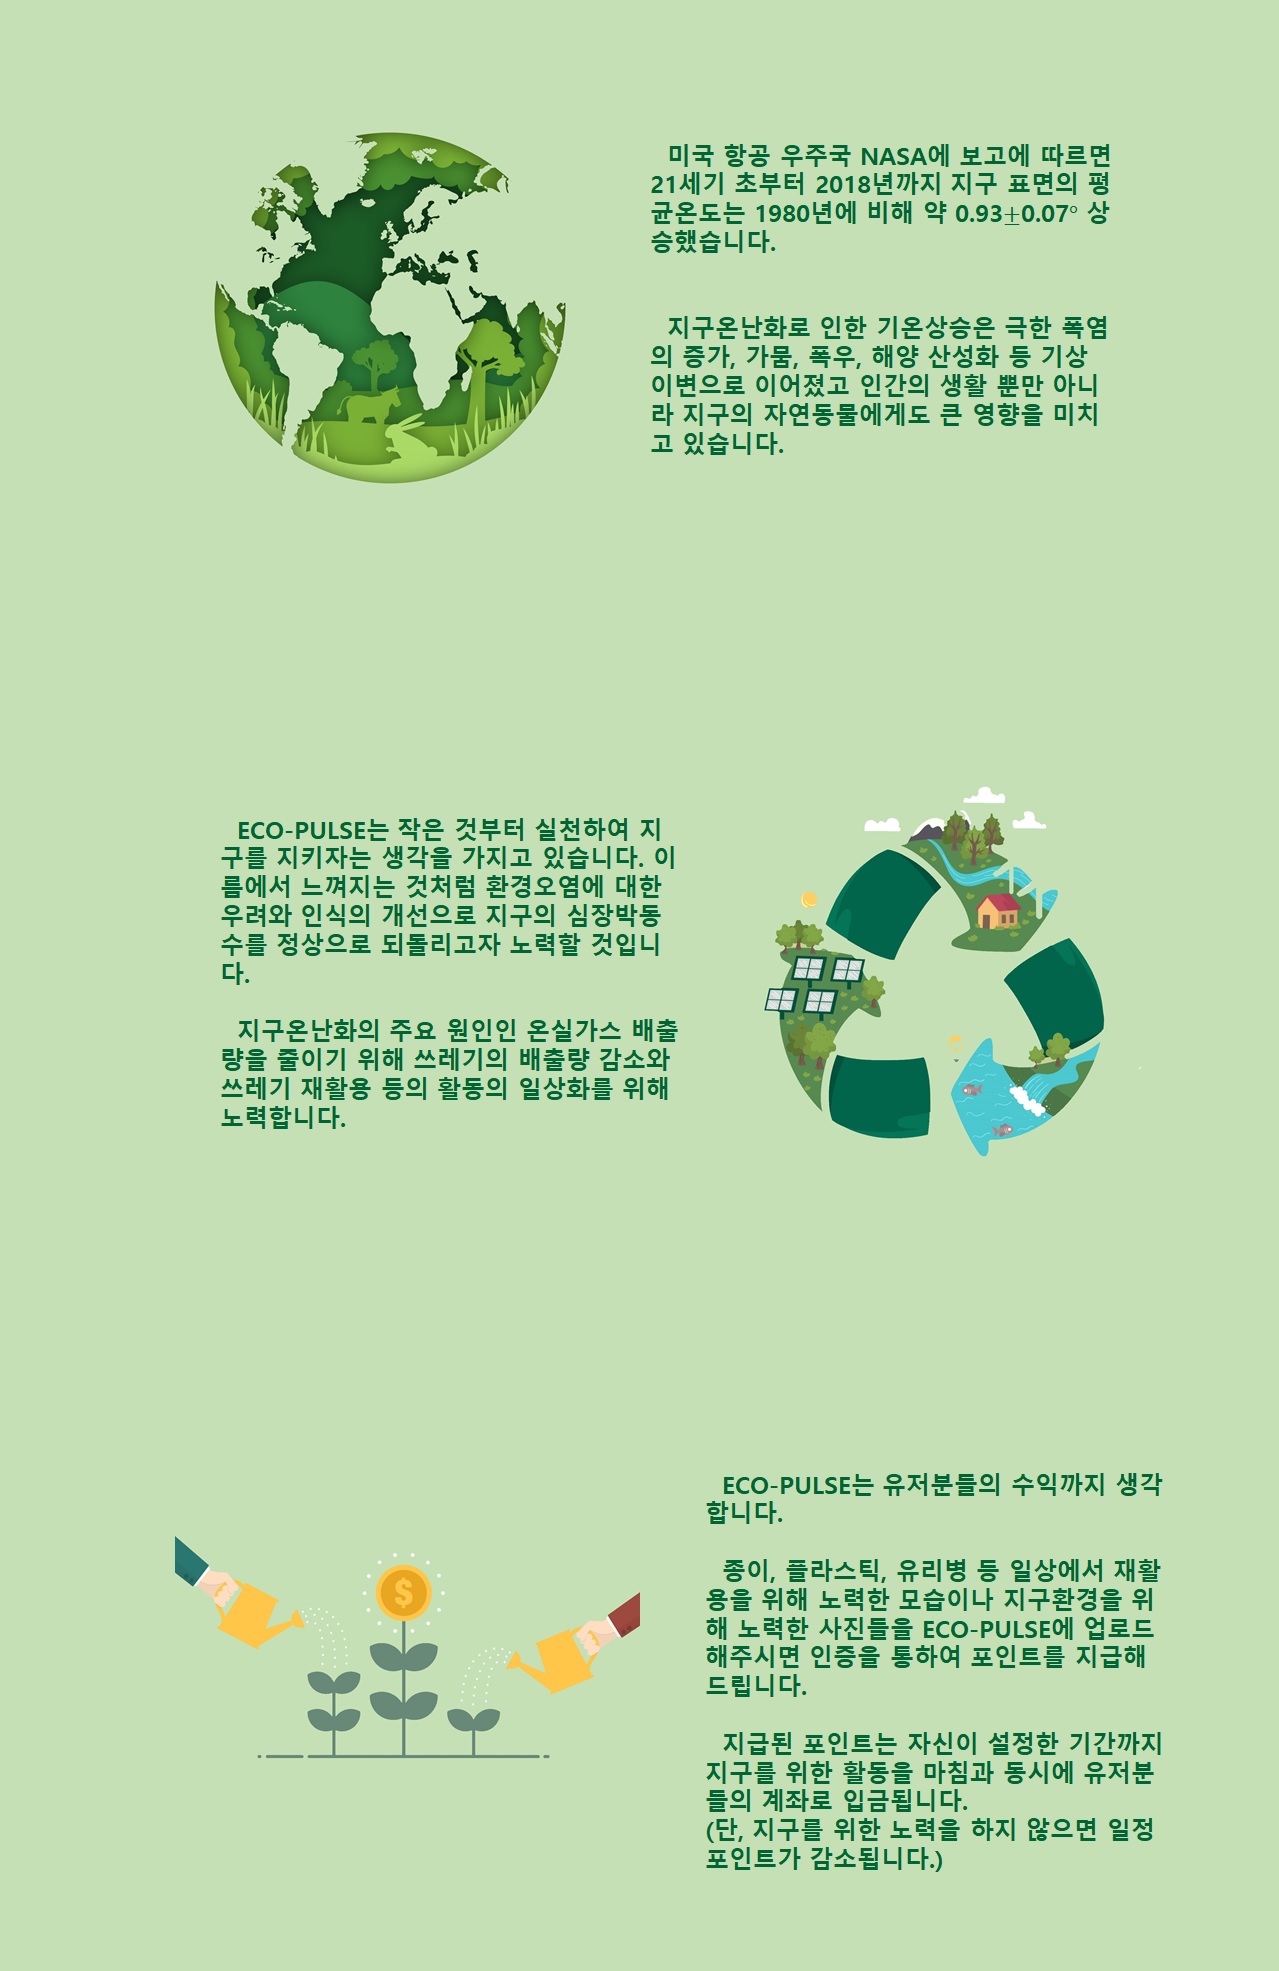 미국 항공 우주국 NASA에 보고에 따르면
21세기 초부터 2018년까지 지구 표면의 평
균온도는 1980년에 비해 약 0.93±0.07° 상
승했습니다.
지구온난화로 인한 기온상승은 극한 폭염
의 증가, 가뭄, 폭우, 해양 산성화 등 기상
이변으로 이어졌고 인간의 생활 뿐만 아니
라 지구의 자연동물에게도 큰 영향을 미치
고 있습니다.
ECO-PULSE는 작은 것부터 실천하여 지
구를 지키자는 생각을 가지고 있습니다. 이
름에서 느껴지는 것처럼 환경오염에 대한
우려와 인식의 개선으로 지구의 심장박동
수를 정상으로 되돌리고자 노력할 것입니
다.
지구온난화의 주요 원인인 온실가스 배출
량을 줄이기 위해 쓰레기의 배출량 감소와
쓰레기 재활용 등의 활동의 일상화를 위해
노력합니다.
ECO-PULSE는 유저분들의 수익까지 생각
합니다.
종이, 플라스틱, 유리병 등 일상에서 재활
용을 위해 노력한 모습이나 지구환경을 위
해 노력한 사진들을 ECO-PULSE에 업로드
해주시면 인증을 통하여 포인트를 지급해
드립니다.
지급된 포인트는 자신이 설정한 기간까지
지구를 위한 활동을 마침과 동시에 유저분
들의 계좌로 입금됩니다.
(단, 지구를 위한 노력을 하지 않으면 일정
포인트가 감소됩니다.)
$